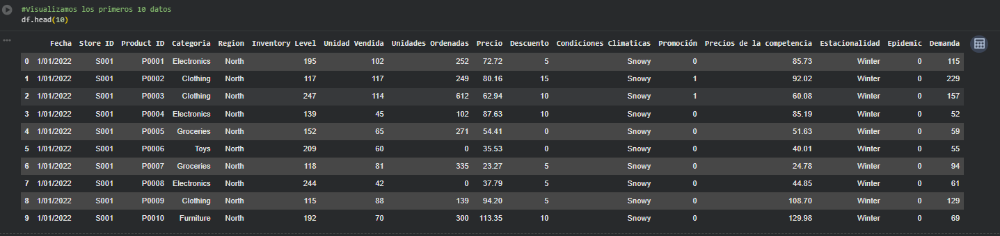 #Visualizamos los primeros 10 datos
df.head(10)
Fecha Store ID Product ID Categoria Region Inventory Level Unidad Vendida Unidades Ordenadas Precio Descuento Condiciones Climaticas Promoción Precios de la competencia Estacionalidad Epidemic Demanda
0 1/01/2022 S001 P0001 Electronics North 195 102 252 72.72 5 Snowy 0 85.73 Winter 0 115
1 1/01/2022 S001 P0002 Clothing North 117 117 249 80.16 15 Snowy 1 92.02 Winter 0 229
2 1/01/2022 S001 P0003 Clothing North 247 114 612 62.94 10 Snowy 1 60.08 Winter 0 157
3 1/01/2022 S001 P0004 Electronics North 139 45 102 87.63 10 Snowy 0 85.19 Winter 0 52
4 1/01/2022 S001 P0005 Groceries North 152 65 271 54.41 0 Snowy 0 51.63 Winter 0 59
5 1/01/2022 S001 P0006 Toys North 209 60 0 35.53 0 Snowy 0 40.01 Winter 0 55
6 1/01/2022 S001 P0007 Groceries North 118 81 335 23.27 5 Snowy 0 24.78 Winter 0 94
7 1/01/2022 S001 P0008 Electronics North 244 42 0 37.79 5 Snowy 0 44.85 Winter 0 61
8 1/01/2022 S001 P0009 Clothing North 115 88 139 94.20 5 Snowy 0 108.70 Winter 0 129
9 1/01/2022 S001 P0010 Furniture North 192 70 300 113.35 10 Snowy 0 129.98 Winter 0 69